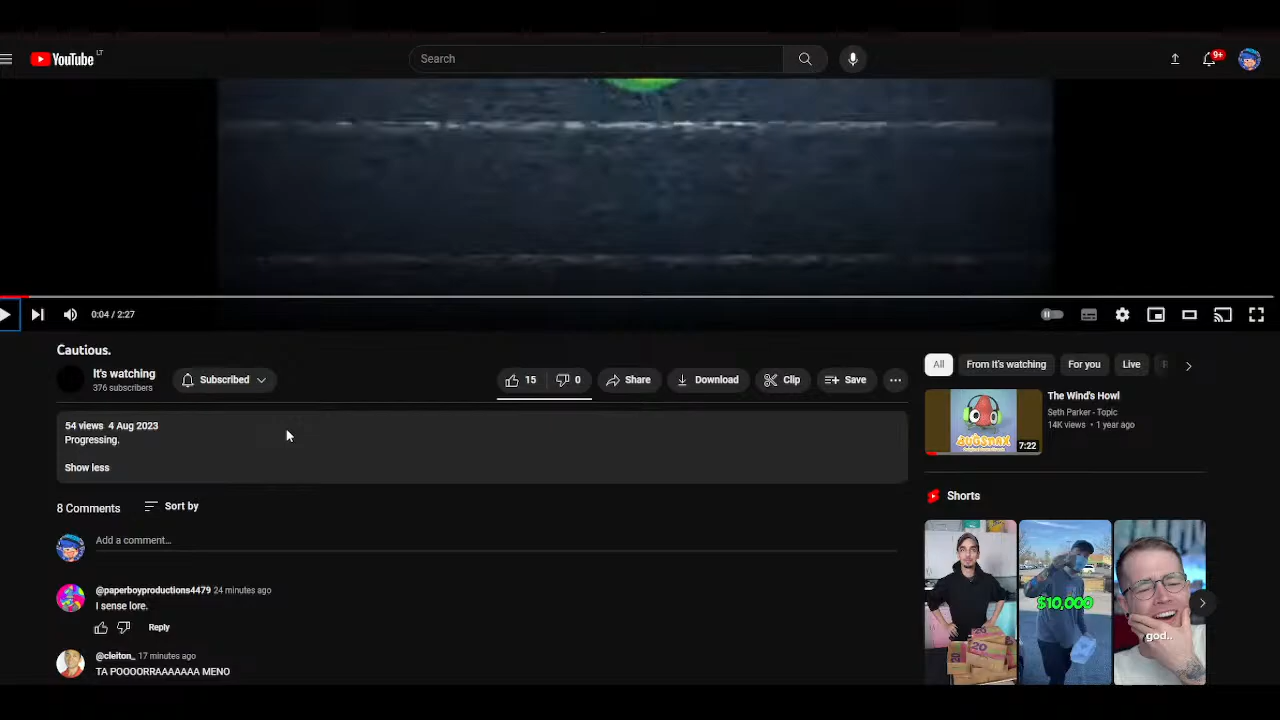 YouTube LT
Search
9+
0:04 / 2:27
Cautious.
It's watching
376 subscribers
Subscribed
15
0
Share
Download
Clip
Save
54 views 4 Aug 2023
Progressing.
Show less
8 Comments
Sort by
Add a comment...
@paperboyproductions4479 24 minutes ago
I sense lore.
Reply
@cleiton_ 17 minutes ago
TA POOOORRAAAAAAA MENO
All
From It's watching
For you
Live
AUGSNAX
7:22
The Wind's Howl
Seth Parker - Topic
14K views • 1 year ago
Shorts
20
20
$10,000
god..